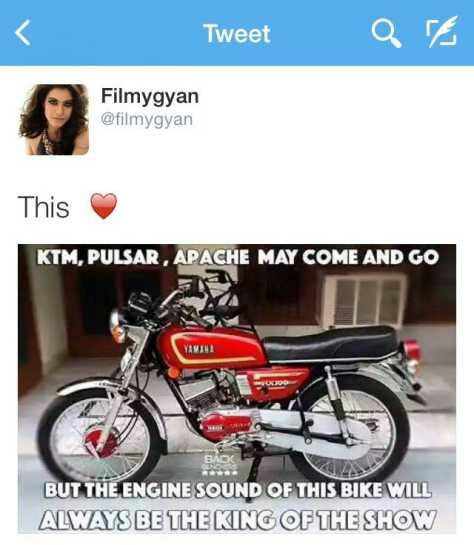 Tweet
Filmygyan
@filmygyan
This ❤
KTM, PULSAR, APACHE MAY COME AND GO
YAMAHA
BACK
BENCHERS
BUT THE ENGINE SOUND OF THIS BIKE WILL
ALWAYS BE THE KING OF THE SHOW